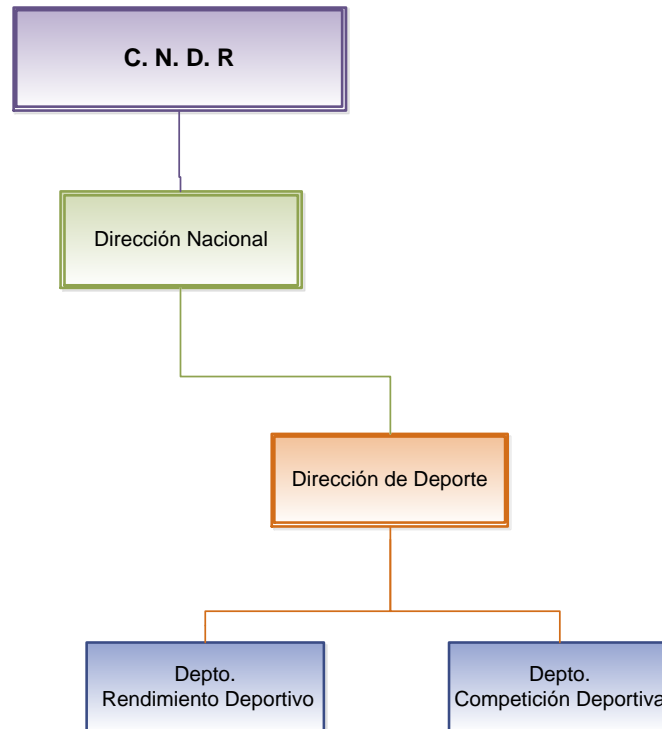 C. N. D. R
Dirección Nacional
Dirección de Deporte
Depto.
Rendimiento Deportivo
Depto.
Competición Deportiva